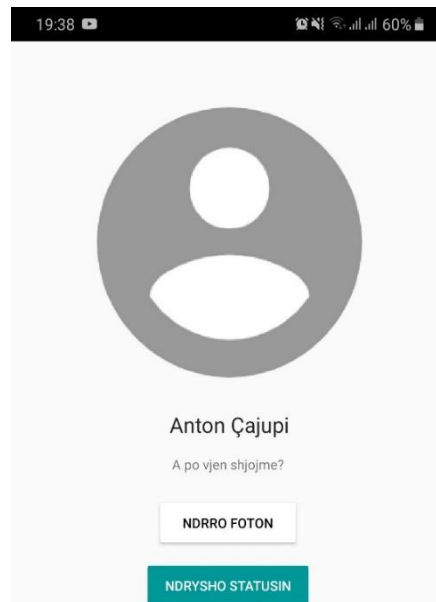 19:38 60%
Anton Çajupi
A po vjen shjojme?
NDRRO FOTON
NDRYSHO STATUSIN